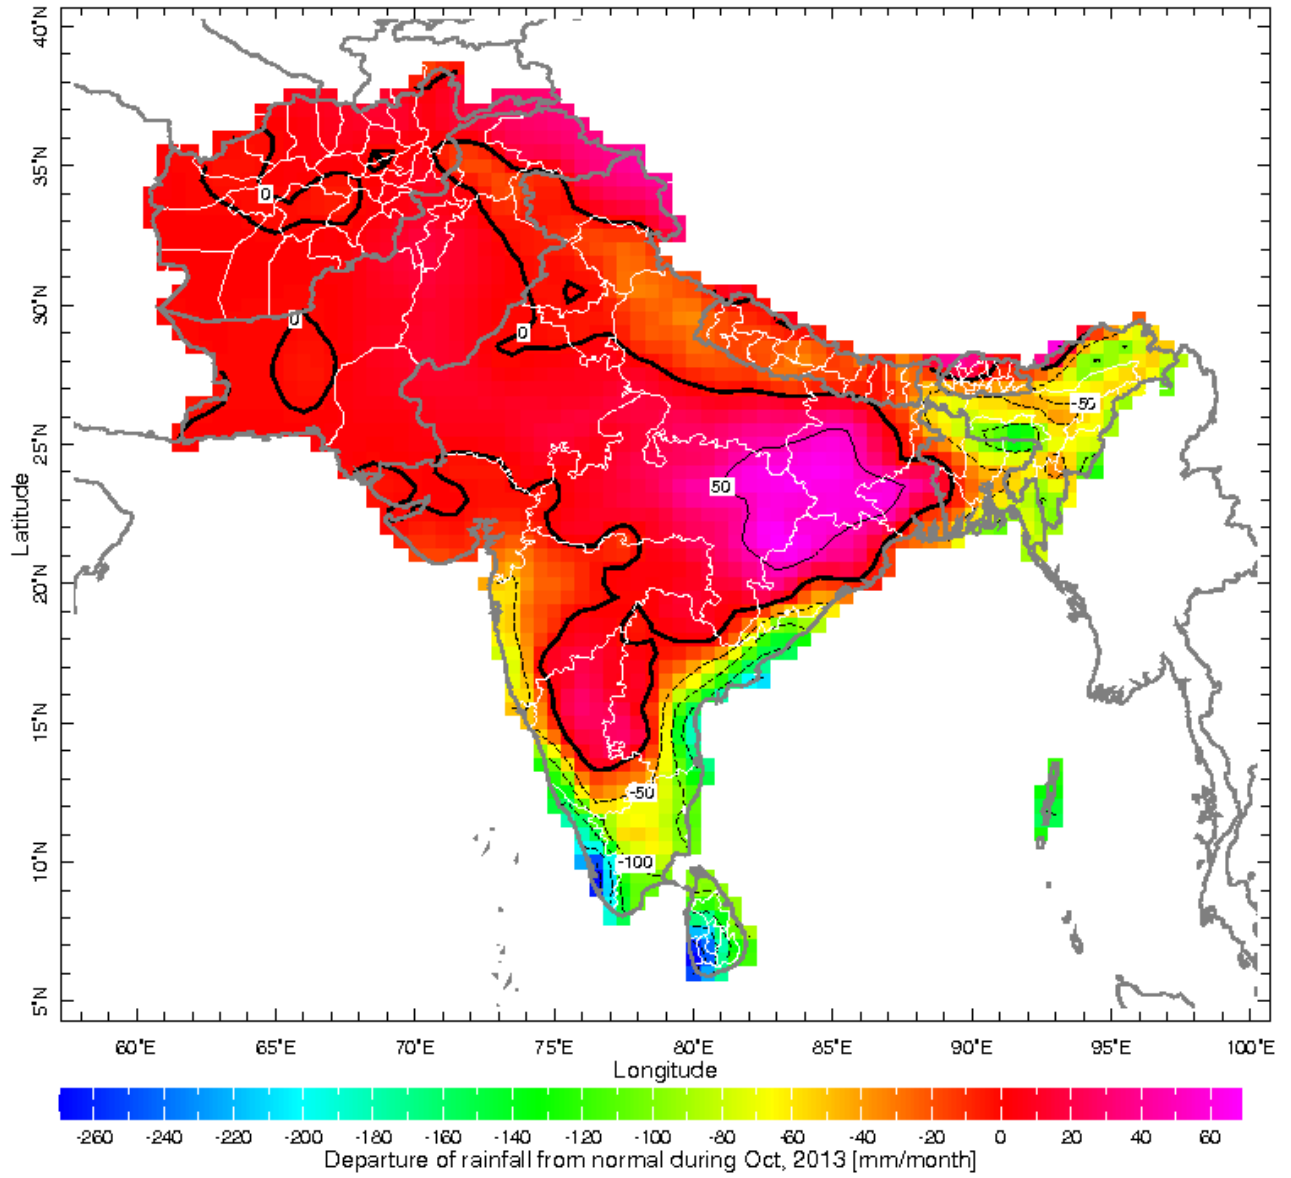 40°N
35°N
30°N
25°N
20°N
15°N
10°N
5°N
Latitude
0
0
0
50
-50
-50
-100
60°E 65°E 70°E 75°E 80°E 85°E 90°E 95°E 100°E
Longitude
-260 -240 -220 -200 -180 -160 -140 -120 -100 -80 -60 -40 -20 0 20 40 60
Departure of rainfall from normal during Oct, 2013 [mm/month]